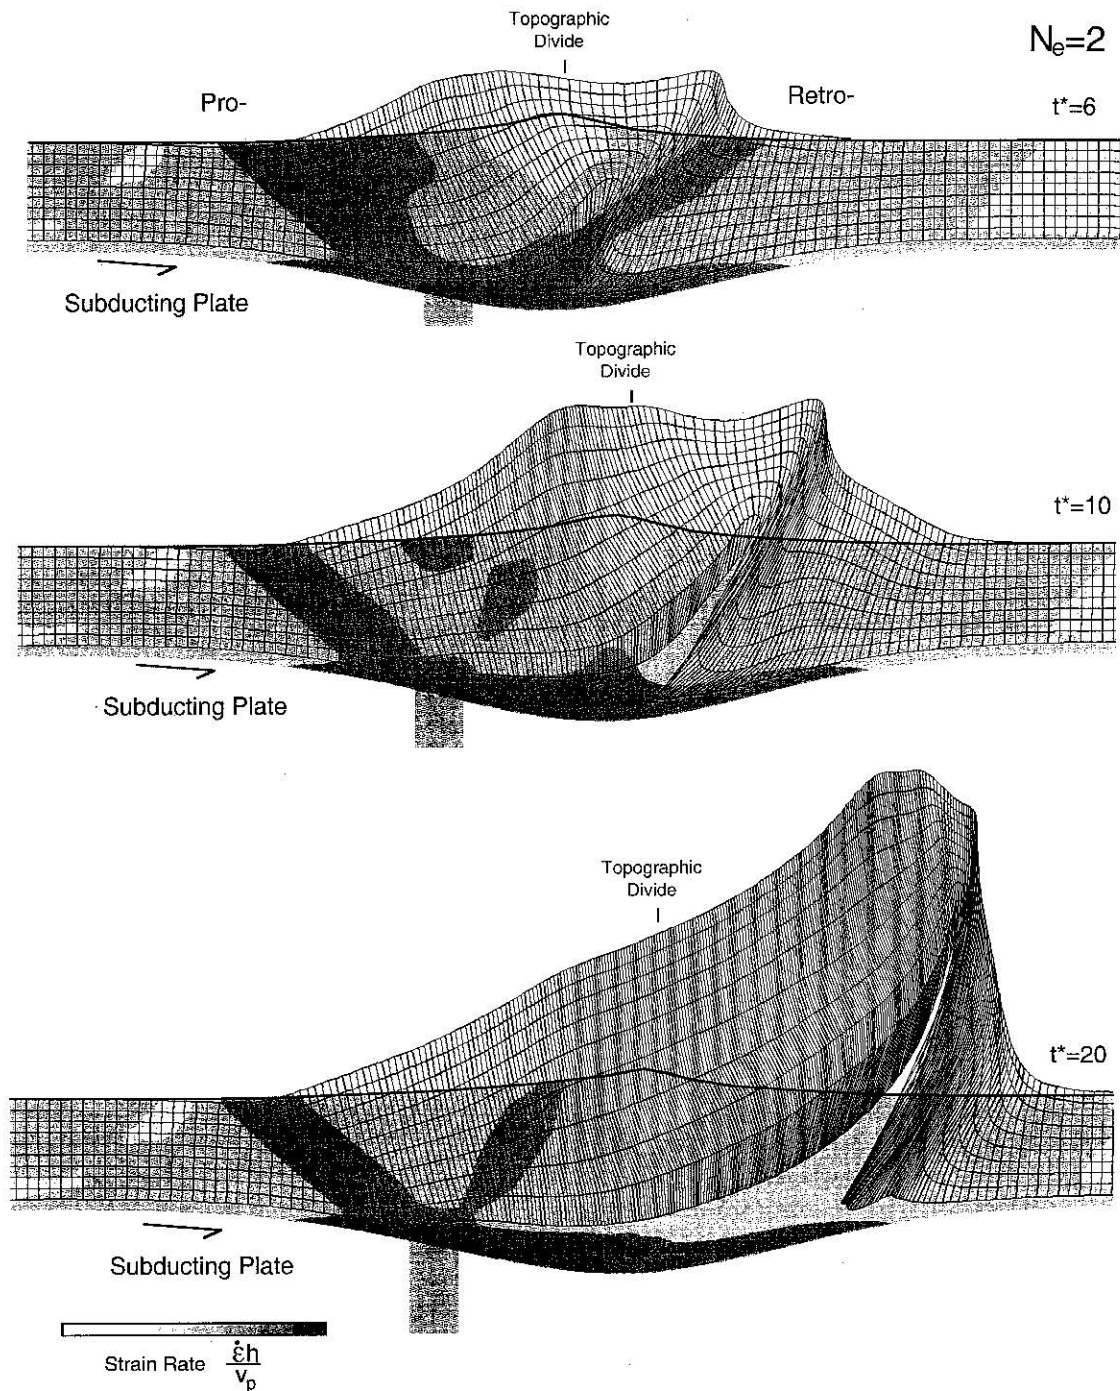 Topographic
Divide
N_e=2
Pro-
Retro-
t*=6
Subducting Plate
Topographic
Divide
t*=10
Subducting Plate
Topographic
Divide
t*=20
Subducting Plate
Strain Rate ε̇h/v_p